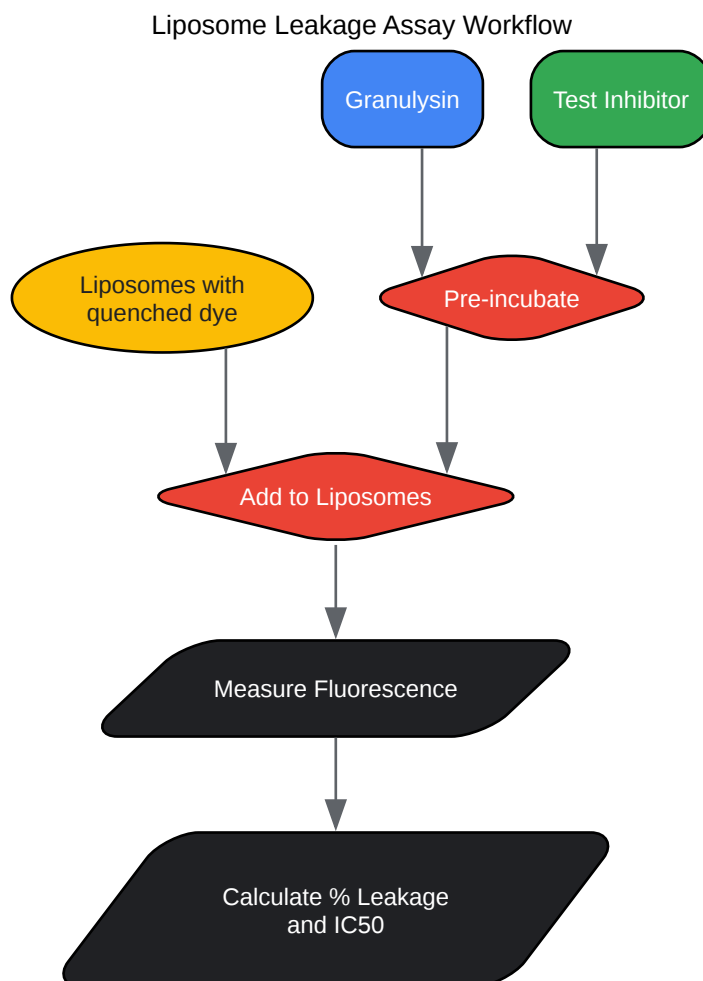 Liposome Leakage Assay Workflow
Granulysin
Test Inhibitor
Liposomes with
quenched dye
Pre-incubate
Add to Liposomes
Measure Fluorescence
Calculate % Leakage
and IC50